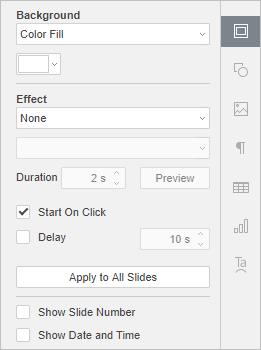 Background
Color Fill
Effect
None
Duration 2 s Preview
Start On Click
Delay 10 s
Apply to All Slides
Show Slide Number
Show Date and Time
Ta